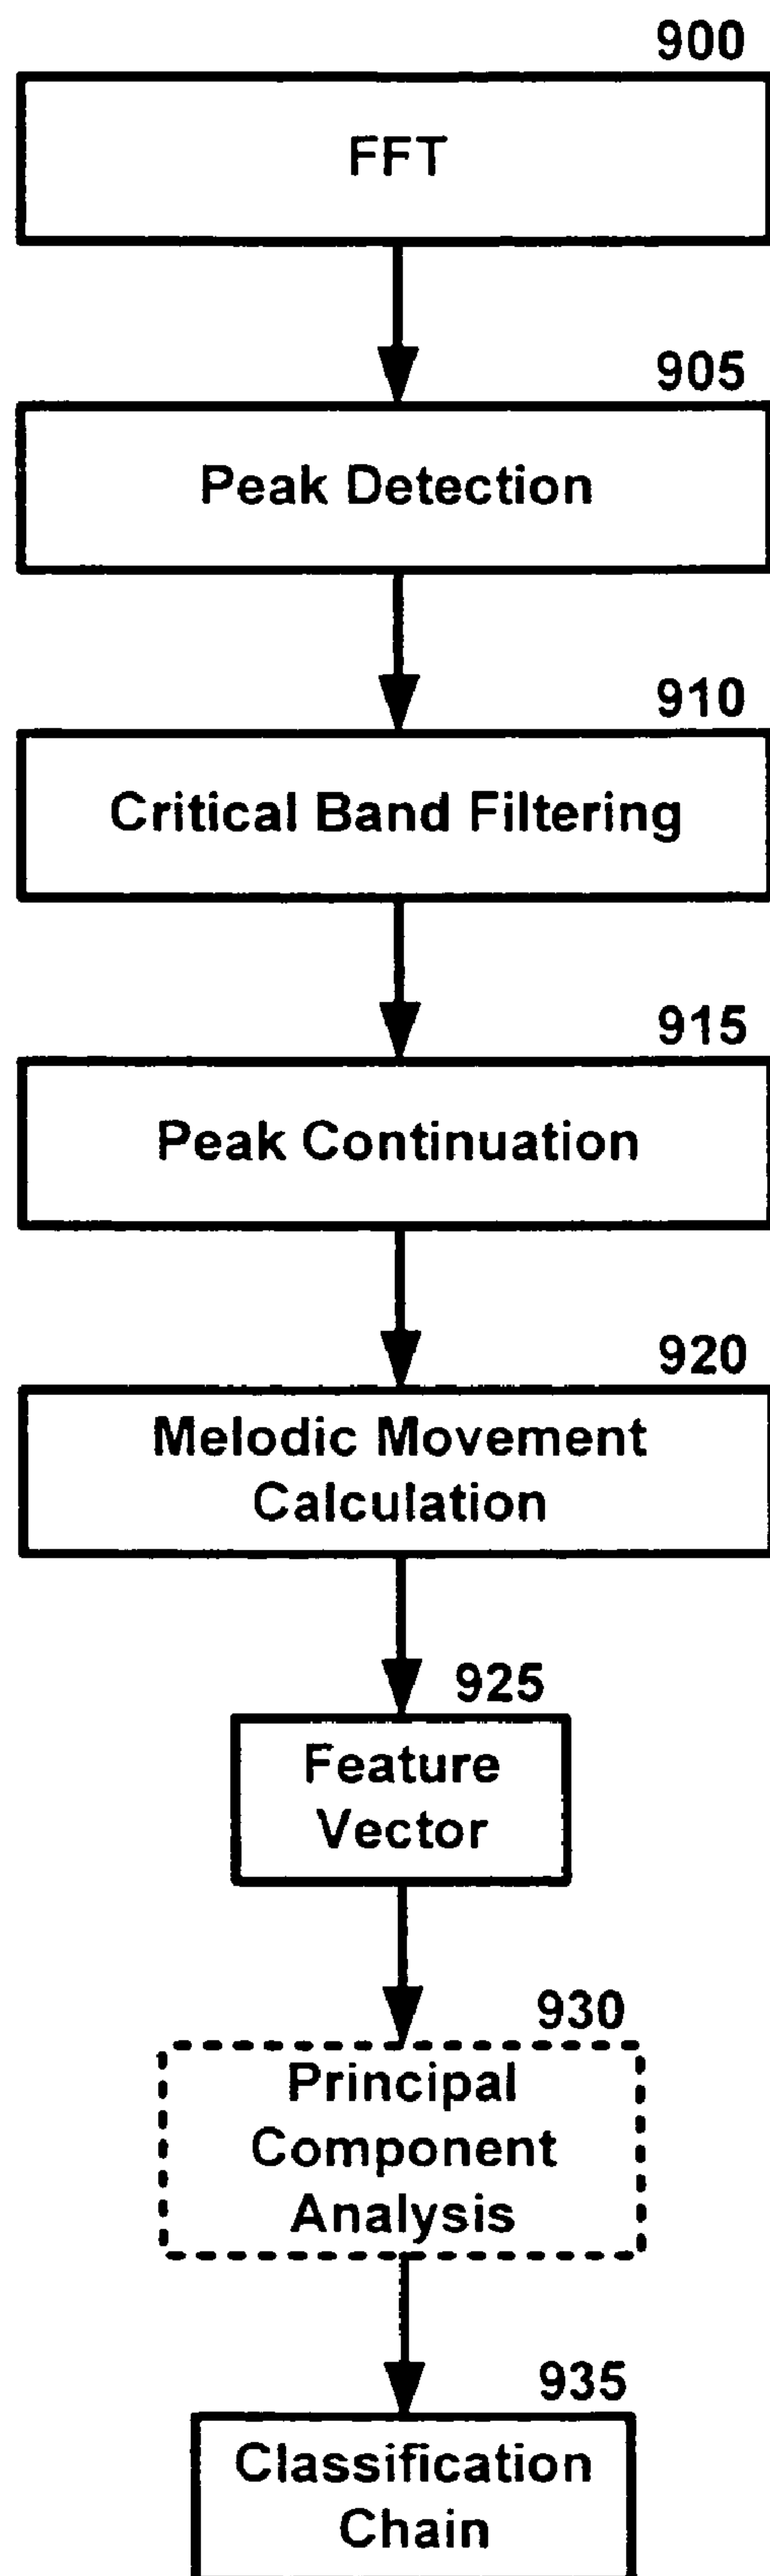 900
FFT
905
Peak Detection
910
Critical Band Filtering
915
Peak Continuation
920
Melodic Movement
Calculation
925
Feature
Vector
930
Principal
Component
Analysis
935
Classification
Chain